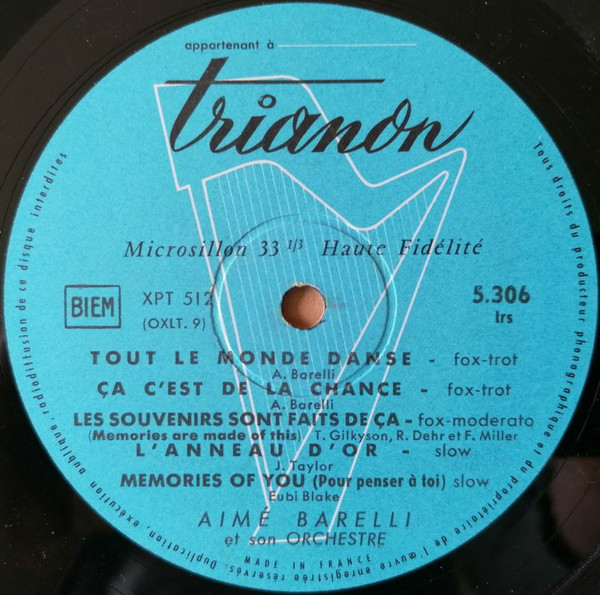 appartenant à
Trianon
Microsillon 33 1/3 Haute Fidélité
BIEM
XPT 512
(OXLT. 9)
5.306
trs
TOUT LE MONDE DANSE - fox-trot
A. Barelli
ÇA C'EST DE LA CHANCE - fox-trot
A. Barelli
LES SOUVENIRS SONT FAITS DE ÇA - fox-moderato
(Memories are made of this) T. Gilkyson, R. Dehr et F. Miller
L'ANNEAU D'OR - slow
J. Taylor
MEMORIES OF YOU (Pour penser à toi) slow
Eubi Blake
AIMÉ BARELLI
et son ORCHESTRE
MADE IN FRANCE
Tous droits du producteur phonographique et du propriétaire de l'œuvre enregistrée réservés. Duplication, exécution publique, radiodiffusion de ce disque interdites